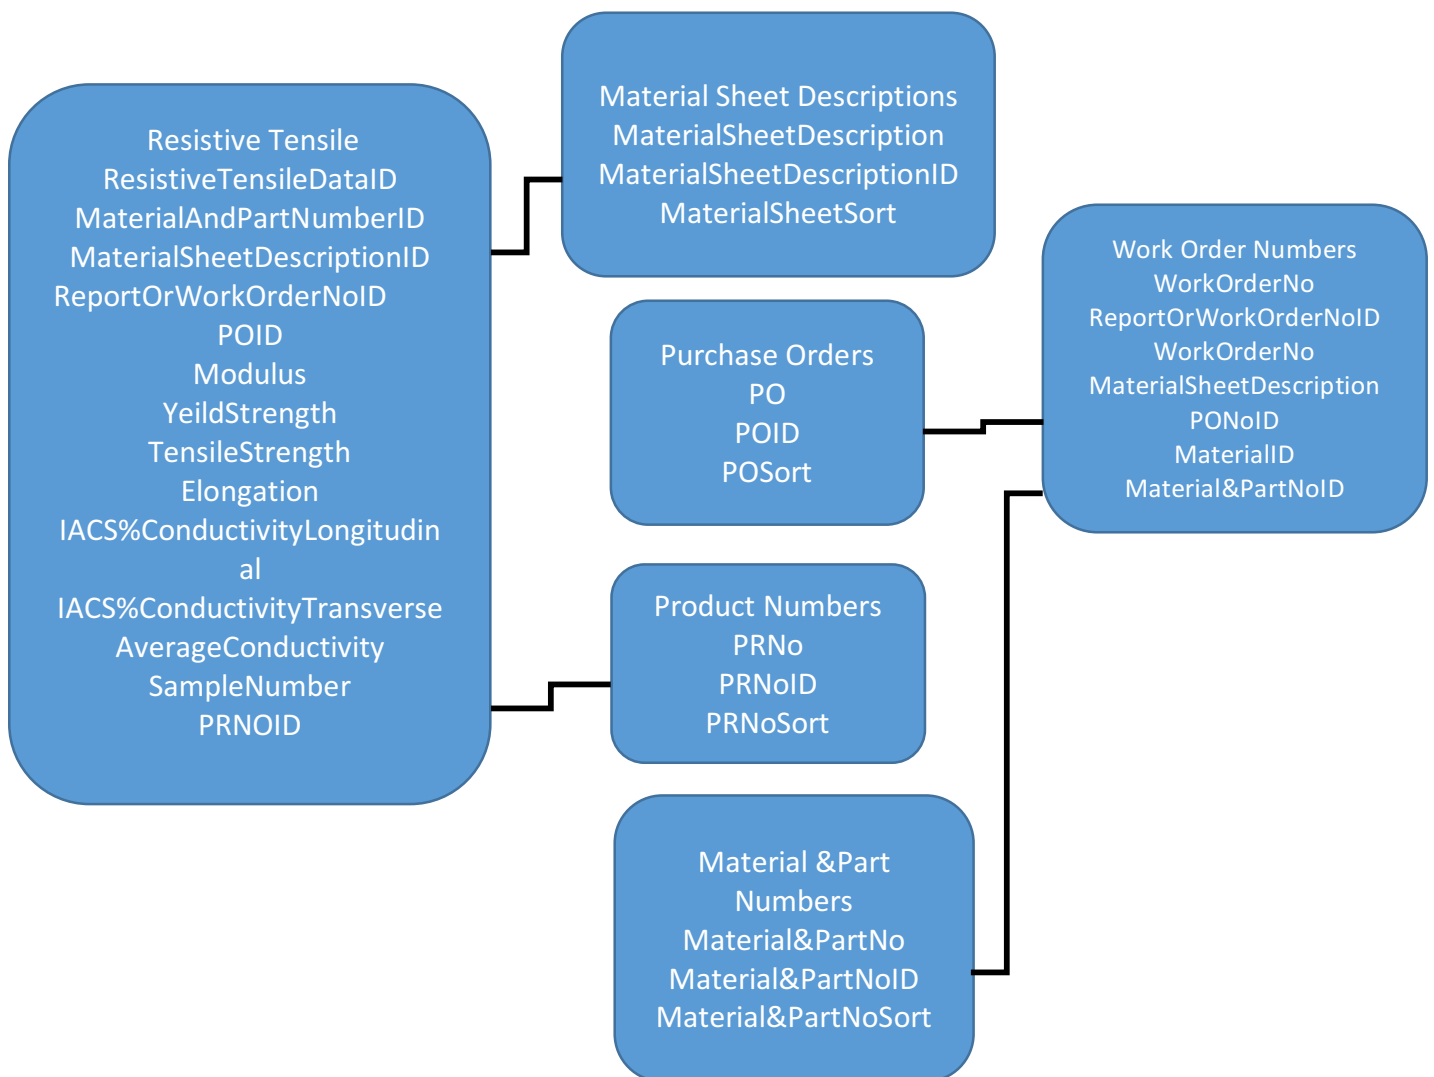 Resistive Tensile
ResistiveTensileDataID
MaterialAndPartNumberID
MaterialSheetDescriptionID
ReportOrWorkOrderNoID
POID
Modulus
YeildStrength
TensileStrength
Elongation
IACS%ConductivityLongitudin
al
IACS%ConductivityTransverse
AverageConductivity
SampleNumber
PRNOID
Material Sheet Descriptions
MaterialSheetDescription
MaterialSheetDescriptionID
MaterialSheetSort
Purchase Orders
PO
POID
POSort
Product Numbers
PRNo
PRNoID
PRNoSort
Material &Part
Numbers
Material&PartNo
Material&PartNoID
Material&PartNoSort
Work Order Numbers
WorkOrderNo
ReportOrWorkOrderNoID
WorkOrderNo
MaterialSheetDescription
PONoID
MaterialID
Material&PartNoID